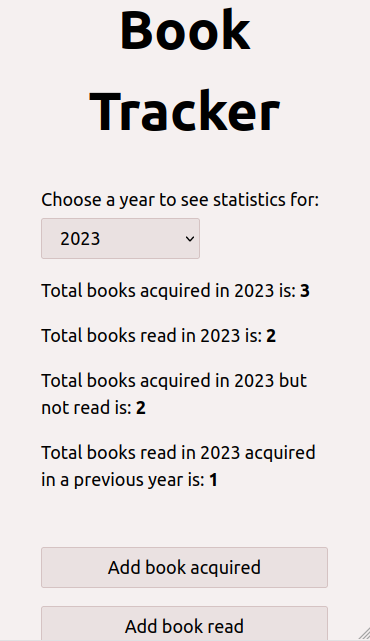 Book
Tracker
Choose a year to see statistics for:
2023
Total books acquired in 2023 is: 3
Total books read in 2023 is: 2
Total books acquired in 2023 but
not read is: 2
Total books read in 2023 acquired
in a previous year is: 1
Add book acquired
Add book read